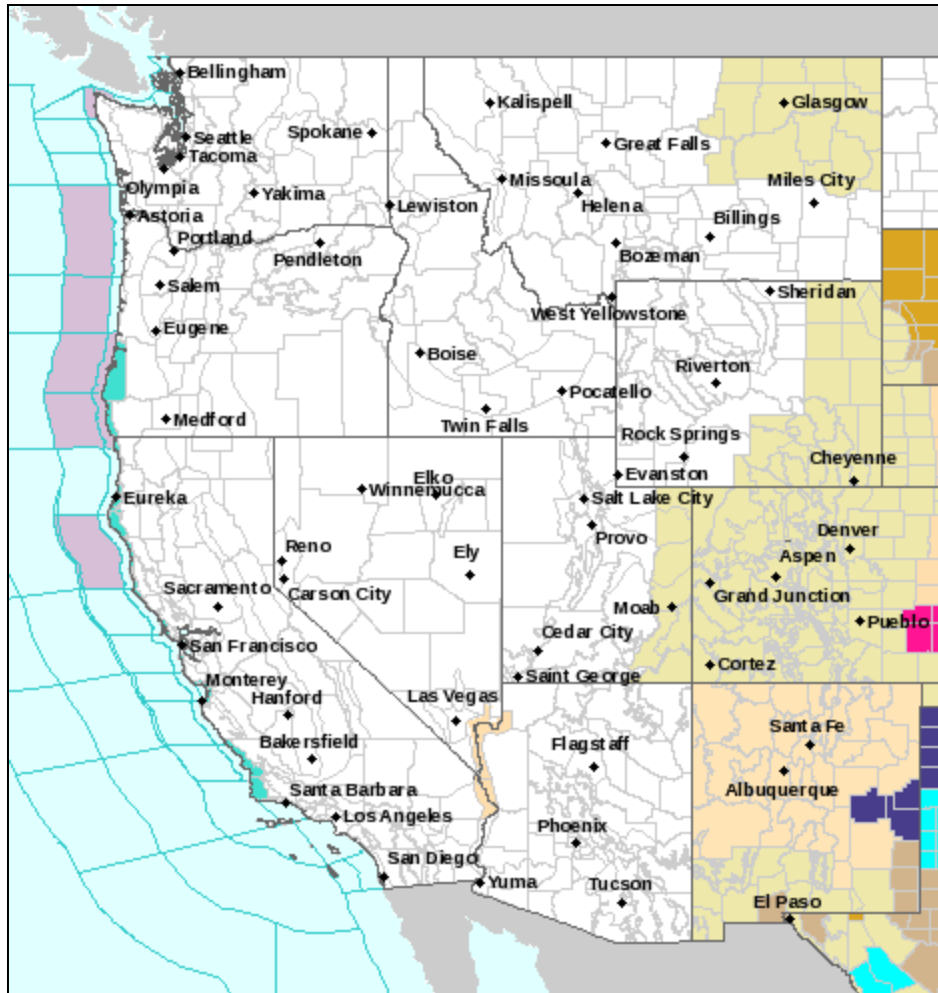 Bellingham
Kalispell
Glasgow
Seattle
Spokane
Great Falls
Tacoma
Missoula
Miles City
Olympia
Yakima
Lewiston
Helena
Astoria
Billings
Portland
Pendleton
Bozeman
Salem
Sheridan
West Yellowstone
Eugene
Boise
Riverton
Pocatello
Medford
Twin Falls
Rock Springs
Cheyenne
Elko
Evanston
Winnemucca
Eureka
Salt Lake City
Denver
Provo
Reno
Ely
Aspen
Sacramento
Carson City
Grand Junction
Moab
Pueblo
Cedar City
San Francisco
Cortez
Saint George
Monterey
Hanford
Las Vegas
Santa Fe
Bakersfield
Flagstaff
Santa Barbara
Albuquerque
Los Angeles
Phoenix
San Diego
Yuma
Tucson
El Paso